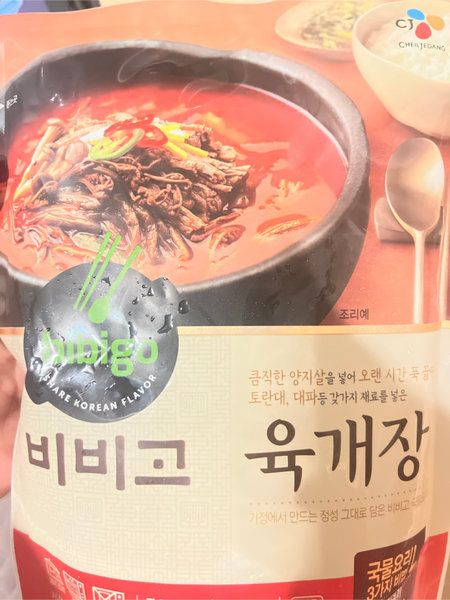 CJ
CHEILJEDANG
조리예
bibigo
SHARE KOREAN FLAVOR
큼직한 양지살을 넣어 오랜 시간 푹
토란대, 대파등 갖가지 재료를 넣은
비비고
육개장
가정에서 만드는 정성 그대로 담은 비비고
국물요리
3가지